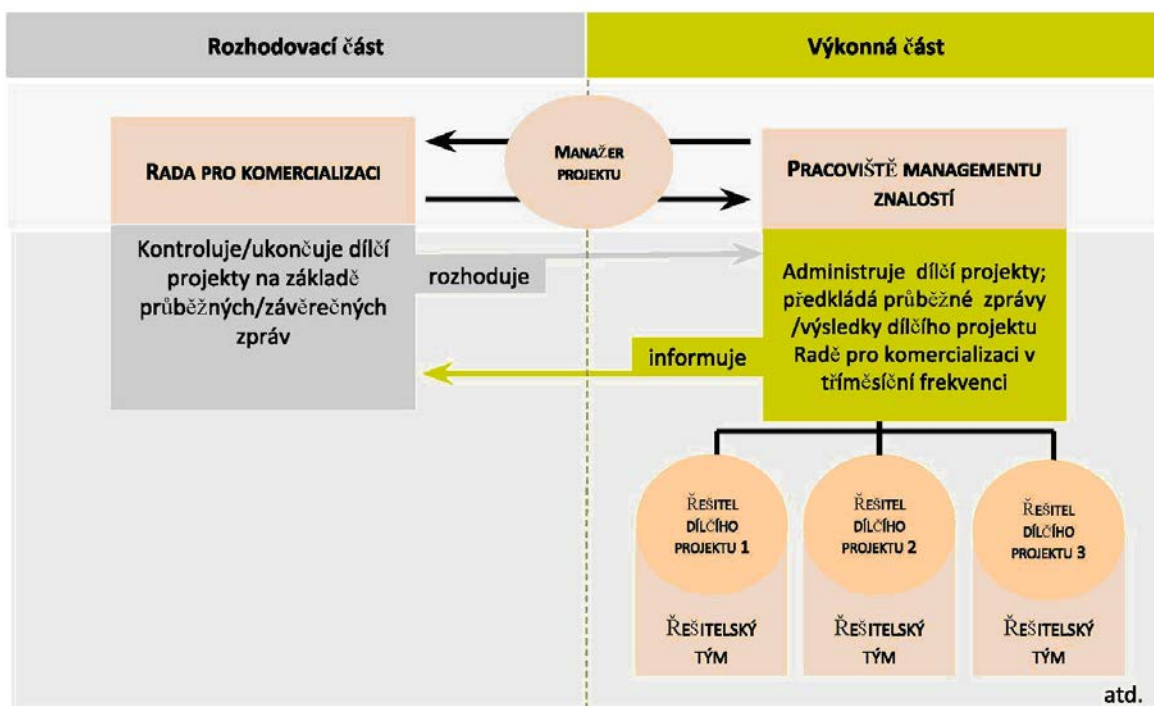 Rozhodovací část
Výkonná část
MANAŽER
PROJEKTU
RADA PRO KOMERCIALIZACI
PRACOVIŠTĚ MANAGEMENTU
ZNALOSTÍ
Kontroluje/ukončuje dílčí
projekty na základě
průběžných/závěrečných
zpráv
rozhoduje
informuje
Administruje dílčí projekty;
předkládá průběžné zprávy
/výsledky dílčího projektu
Radě pro komercializaci v
tříměsíční frekvenci
ŘEŠITEL
DÍLČÍHO
PROJEKTU 1
ŘEŠITELSKÝ
TÝM
ŘEŠITEL
DÍLČÍHO
PROJEKTU 2
ŘEŠITELSKÝ
TÝM
ŘEŠITEL
DÍLČÍHO
PROJEKTU 3
ŘEŠITELSKÝ
TÝM
atd.